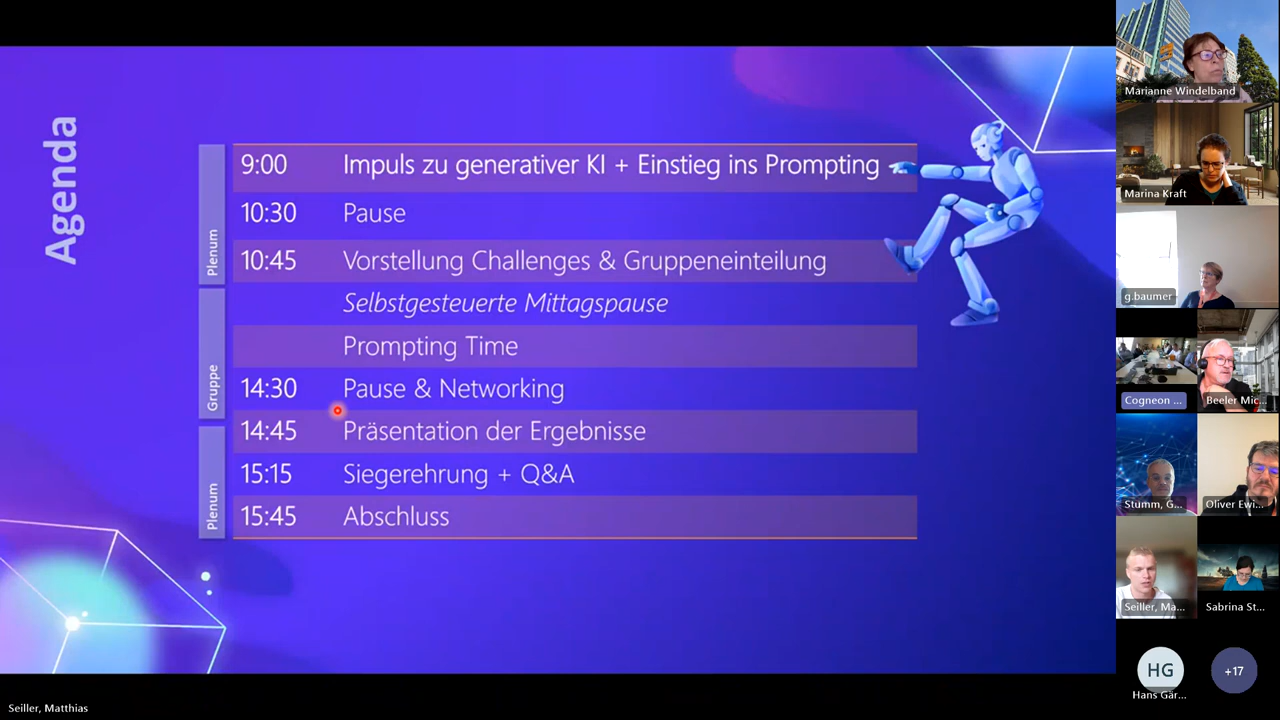 Agenda
Plenum
9:00 Impuls zu generativer KI + Einstieg ins Prompting
10:30 Pause
10:45 Vorstellung Challenges & Gruppeneinteilung
Gruppe
Selbstgesteuerte Mittagspause
Prompting Time
14:30 Pause & Networking
Plenum
14:45 Präsentation der Ergebnisse
15:15 Siegerehrung + Q&A
15:45 Abschluss
Marianne Windelband
Marina Kraft
g.baumer
Cogneon ...
Beeler Mic...
Stumm, G...
Oliver Ewi...
Seiller, Ma...
Sabrina St...
HG
Hans Gär...
+17
Seiller, Matthias